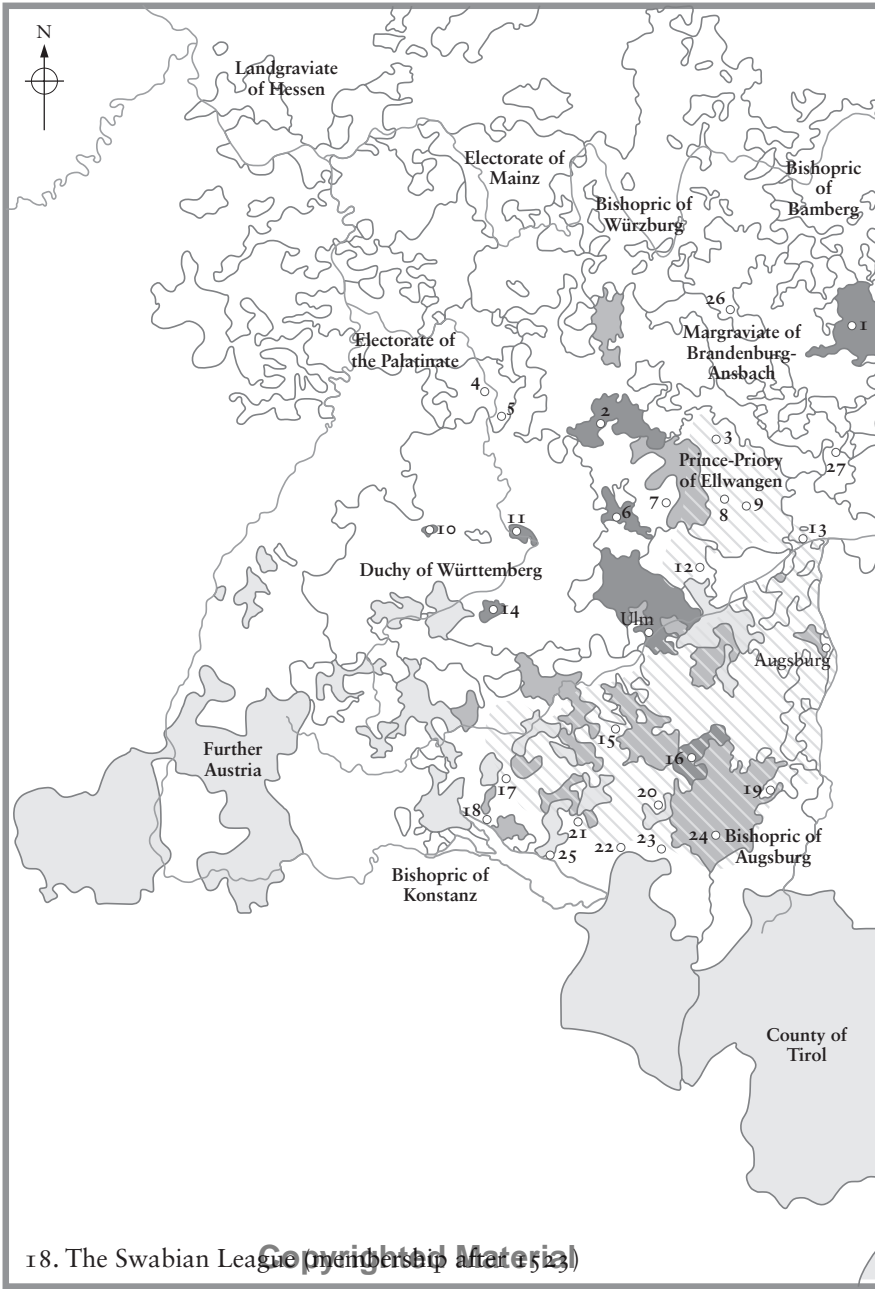 N
Landgraviate
of Hessen
Electorate of
Mainz
Bishopric
of
Bamberg
Bishopric of
Würzburg
26
1
Margraviate of
Brandenburg-
Ansbach
Electorate of
the Palatinate
4
5
2
3
27
Prince-Priory
of Ellwangen
7
8
9
6
10
11
13
12
Duchy of Württemberg
14
Ulm
Augsburg
15
Further
Austria
16
17
19
20
18
21
24
Bishopric of
Augsburg
22
23
25
Bishopric of
Konstanz
County of
Tirol
18. The Swabian League (membership after 1523)
Copyrighted Material